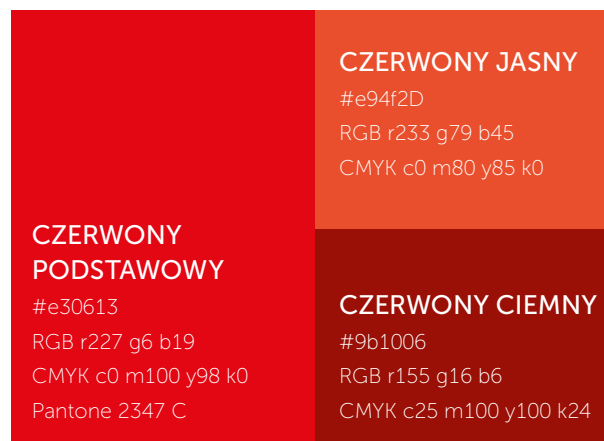 CZERWONY
PODSTAWOWY
#e30613
RGB r227 g6 b19
CMYK c0 m100 y98 k0
Pantone 2347 C
CZERWONY JASNY
#e94f2D
RGB r233 g79 b45
CMYK c0 m80 y85 k0
CZERWONY CIEMNY
#9b1006
RGB r155 g16 b6
CMYK c25 m100 y100 k24